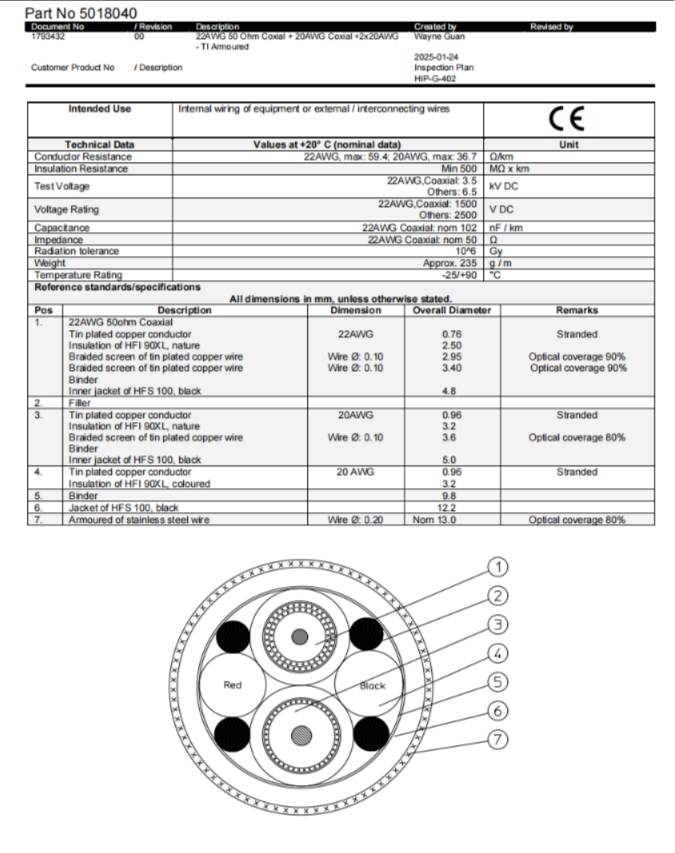 Part No 5018040
Document No / Revision Description Created by Revised by
1793432 00 22AWG 50 Ohm Coxial + 20AWG Coxial +2x20AWG Wayne Guan
- TI Armoured
2025-01-24
Customer Product No / Description Inspection Plan
HIP-G-402
Intended Use Internal wiring of equipment or external / interconnecting wires CE
Technical Data Values at +20° C (nominal data) Unit
Conductor Resistance 22AWG, max: 59.4; 20AWG, max: 36.7 Ω/km
Insulation Resistance Min 500 MΩ x km
Test Voltage 22AWG,Coaxial: 3.5 kV DC
Others: 6.5
Voltage Rating 22AWG,Coaxial: 1500 V DC
Others: 2500
Capacitance 22AWG Coaxial: nom 102 nF / km
Impedance 22AWG Coaxial: nom 50 Ω
Radiation tolerance 10^6 Gy
Weight Approx. 235 g / m
Temperature Rating -25/+90 °C
Reference standards/specifications
All dimensions in mm, unless otherwise stated.
Pos Description Dimension Overall Diameter Remarks
1. 22AWG 50ohm Coaxial
Tin plated copper conductor 22AWG 0.76 Stranded
Insulation of HFI 90XL, nature 2.50
Braided screen of tin plated copper wire Wire Ø: 0.10 2.95 Optical coverage 90%
Braided screen of tin plated copper wire Wire Ø: 0.10 3.40 Optical coverage 90%
Binder
Inner jacket of HFS 100, black 4.8
2. Filler
3. Tin plated copper conductor 20AWG 0.96 Stranded
Insulation of HFI 90XL, nature 3.2
Braided screen of tin plated copper wire Wire Ø: 0.10 3.6 Optical coverage 80%
Binder
Inner jacket of HFS 100, black 5.0
4. Tin plated copper conductor 20 AWG 0.96 Stranded
Insulation of HFI 90XL, coloured 3.2
5. Binder 9.8
6. Jacket of HFS 100, black 12.2
7. Armoured of stainless steel wire Wire Ø: 0.20 Nom 13.0 Optical coverage 80%
1
2
3
4
Red Black
5
6
7